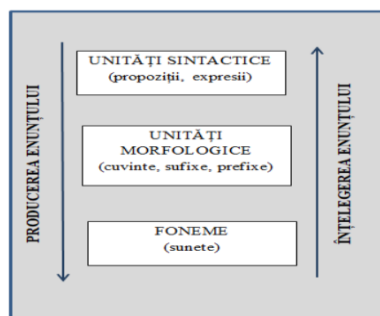 PRODUCEREA ENUNȚULUI
UNITĂȚI SINTACTICE
(propoziții, expresii)
UNITĂȚI
MORFOLOGICE
(cuvinte, sufixe, prefixe)
FONEME
(sunete)
ÎNȚELEGEREA ENUNȚULUI